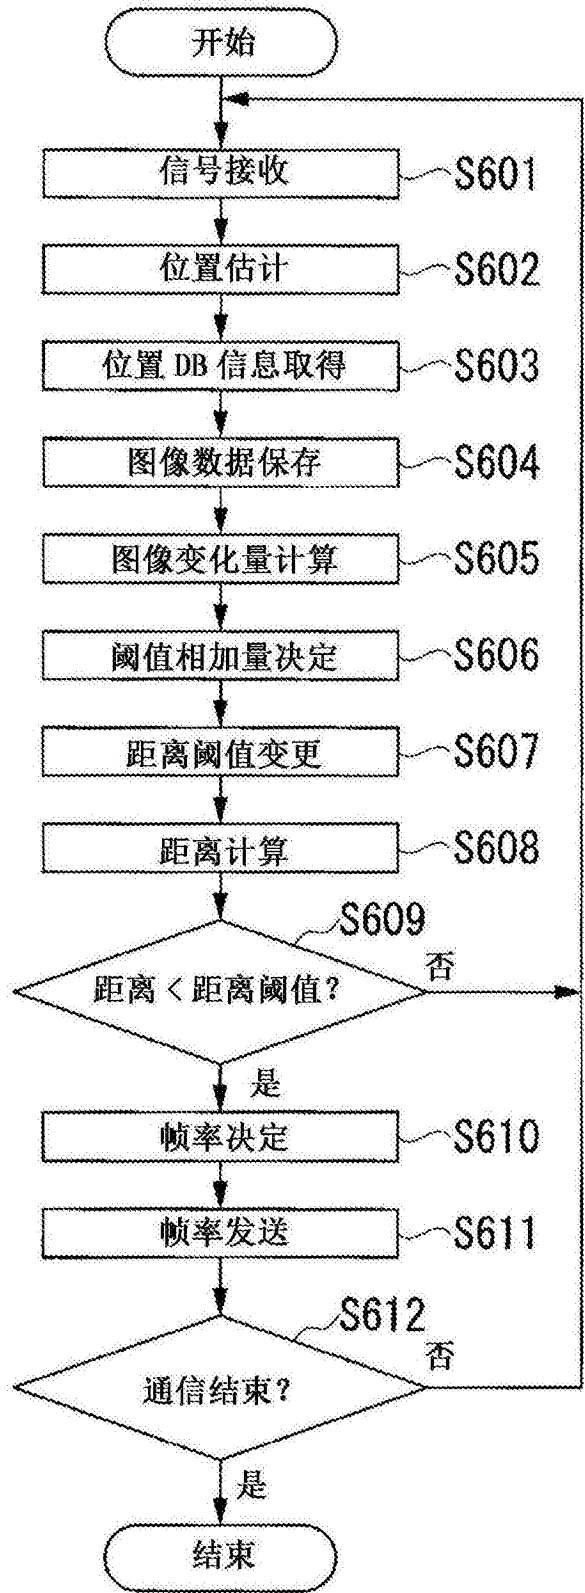 开始
信号接收 S601
位置估计 S602
位置 DB 信息取得 S603
图像数据保存 S604
图像变化量计算 S605
阈值相加量决定 S606
距离阈值变更 S607
距离计算 S608
S609
距离 < 距离阈值? 否
是
帧率决定 S610
帧率发送 S611
S612
通信结束? 否
是
结束